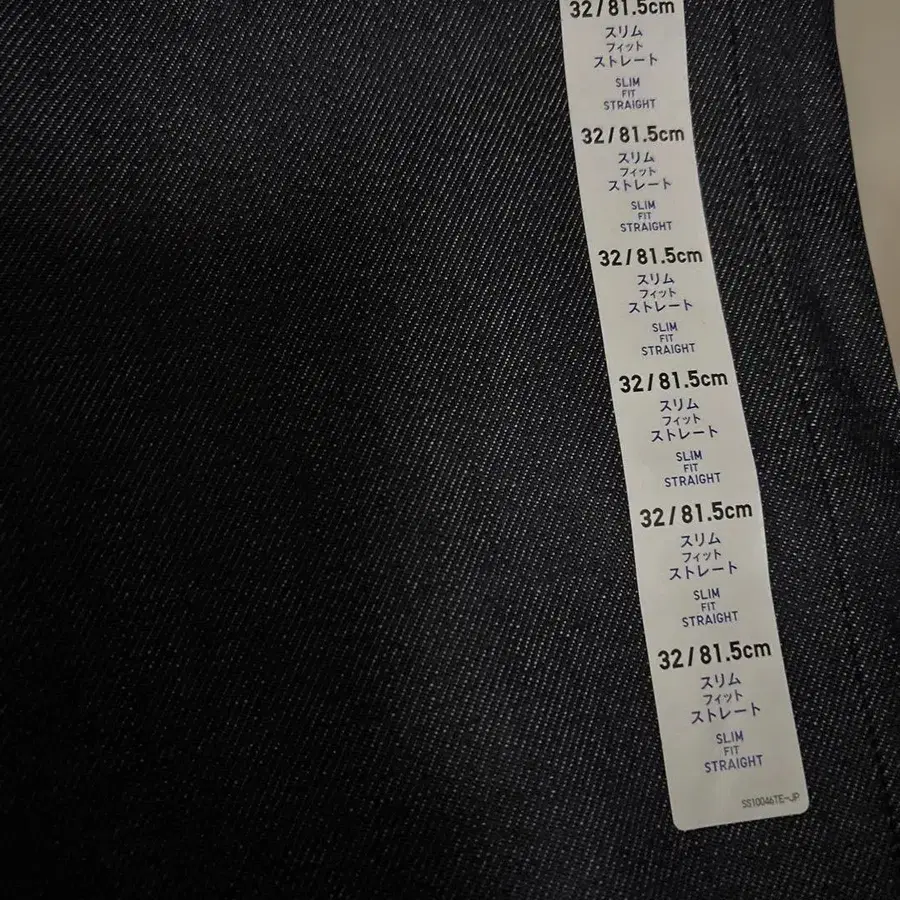 32/81.5cm
スリム
フィット
ストレート
SLIM
FIT
STRAIGHT
32/81.5cm
スリム
フィット
ストレート
SLIM
FIT
STRAIGHT
32/81.5cm
スリム
フィット
ストレート
SLIM
FIT
STRAIGHT
32/81.5cm
スリム
フィット
ストレート
SLIM
FIT
STRAIGHT
32/81.5cm
スリム
フィット
ストレート
SLIM
FIT
STRAIGHT
32/81.5cm
スリム
フィット
ストレート
SLIM
FIT
STRAIGHT
SS10046TE-JP